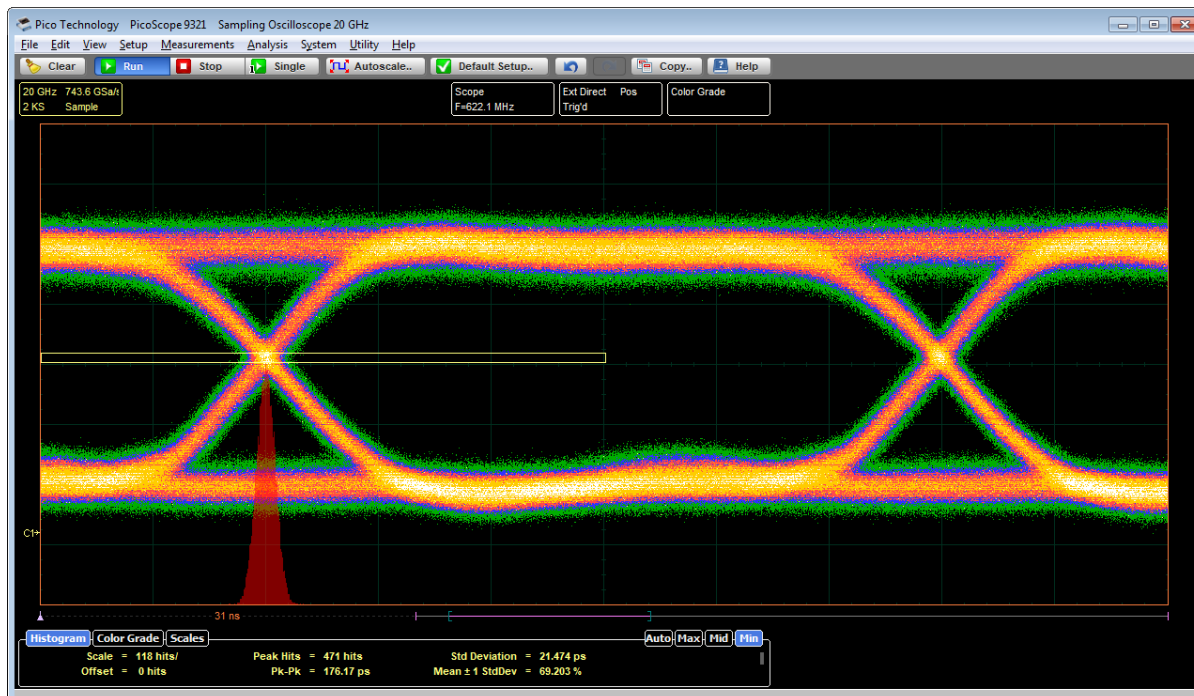 Pico Technology PicoScope 9321 Sampling Oscilloscope 20 GHz
File Edit View Setup Measurements Analysis System Utility Help
Clear Run Stop Single Autoscale.. Default Setup.. Copy.. Help
20 GHz 743.6 GSa/s Scope Ext Direct Pos Color Grade
2 KS Sample F=622.1 MHz Trig'd
C1
31 ns
Histogram Color Grade Scales Auto Max Mid Min
Scale = 118 hits/ Peak Hits = 471 hits Std Deviation = 21.474 ps
Offset = 0 hits Pk-Pk = 176.17 ps Mean ± 1 StdDev = 69.203 %